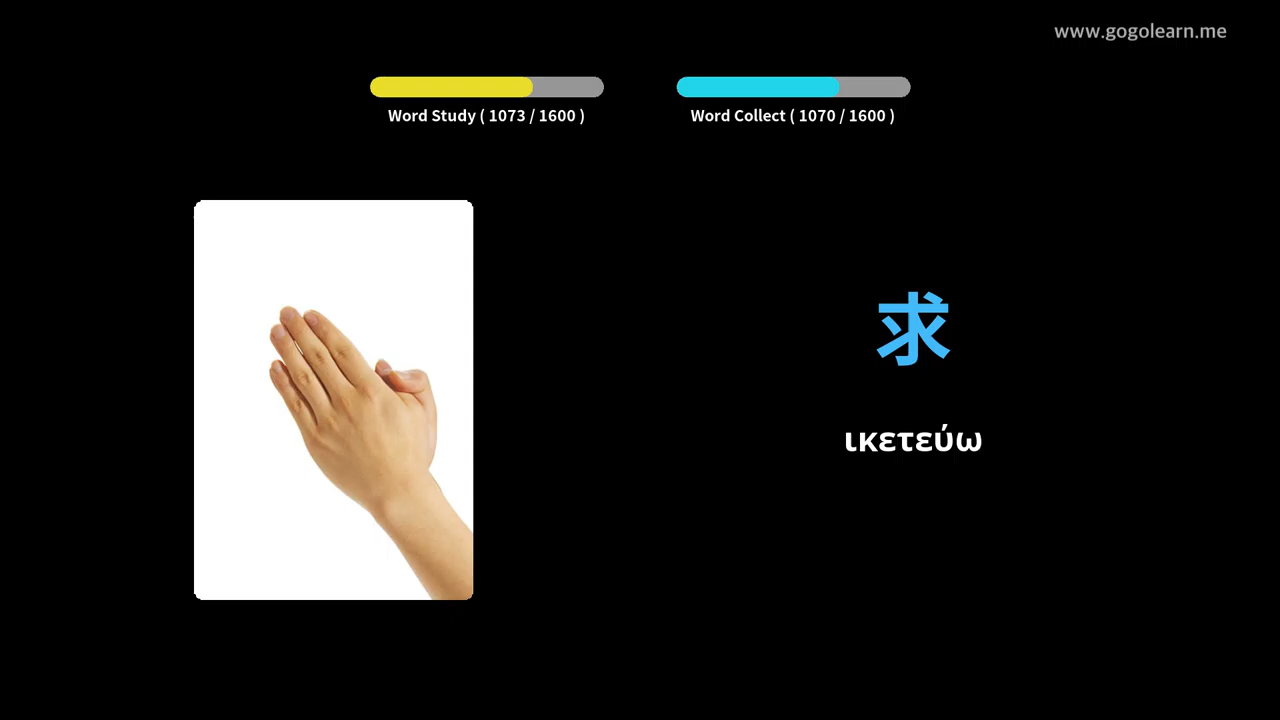 www.gogolearn.me
Word Study ( 1073 / 1600 )
Word Collect ( 1070 / 1600 )
求
ικετεύω